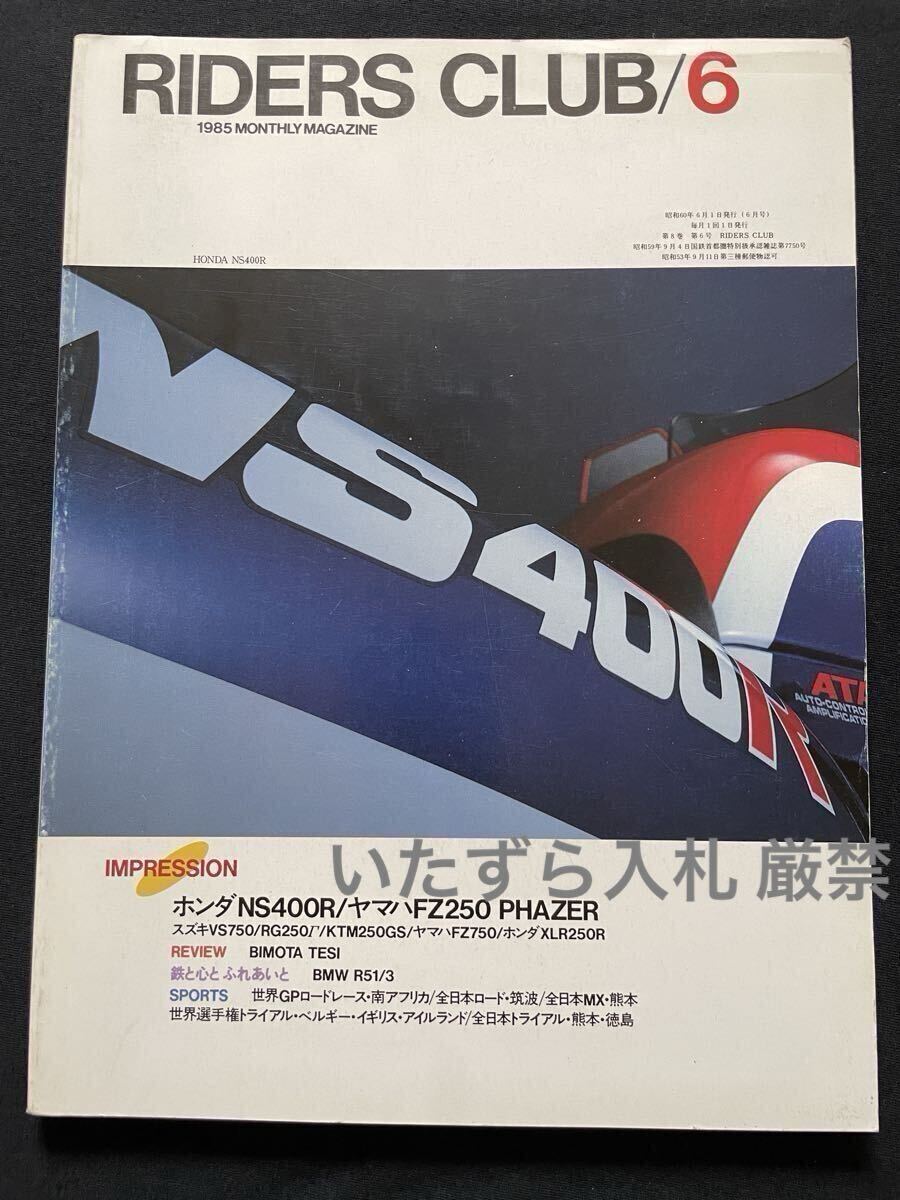 RIDERS CLUB/6
1985 MONTHLY MAGAZINE
昭和60年6月1日発行(6月号)
毎月1回1日発行
第8巻 第6号 RIDERS CLUB
昭和59年9月4日国鉄首都圏特別扱承認雑誌第7750号
昭和53年9月11日第三種郵便物認可
HONDA NS400R
NS400R
AUTO-CONTRO
AMPLIFICATIO
いたずら入札 厳禁
IMPRESSION
ホンダNS400R/ヤマハFZ250 PHAZER
スズキVS750/RG250Γ/KTM250GS/ヤマハFZ750/ホンダXLR250R
REVIEW BIMOTA TESI
鉄と心と ふれあいと BMW R51/3
SPORTS 世界GPロードレース・南アフリカ/全日本ロード・筑波/全日本MX・熊本
世界選手権トライアル・ベルギー・イギリス・アイルランド/全日本トライアル・熊本・徳島